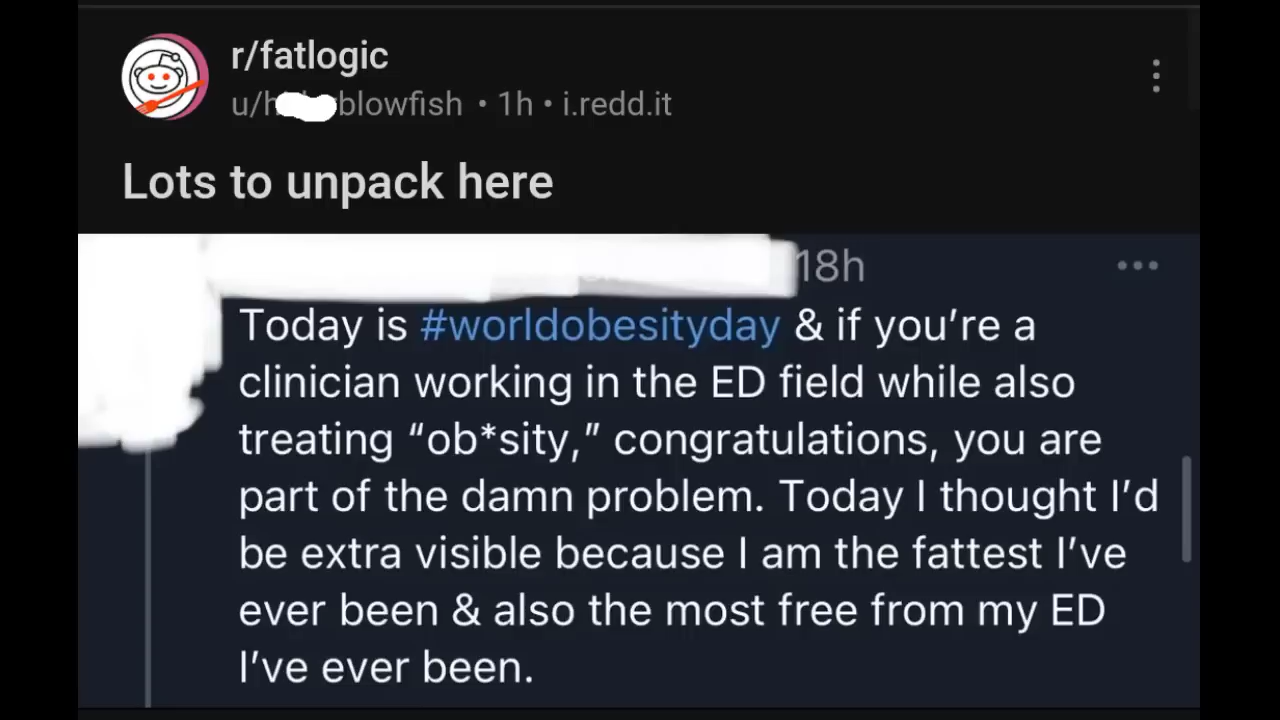 r/fatlogic
blowfish • 1h • i.redd.it
Lots to unpack here
18h
Today is #worldobesityday & if you’re a
clinician working in the ED field while also
treating “ob*sity,” congratulations, you are
part of the damn problem. Today I thought I’d
be extra visible because I am the fattest I’ve
ever been & also the most free from my ED
I’ve ever been.